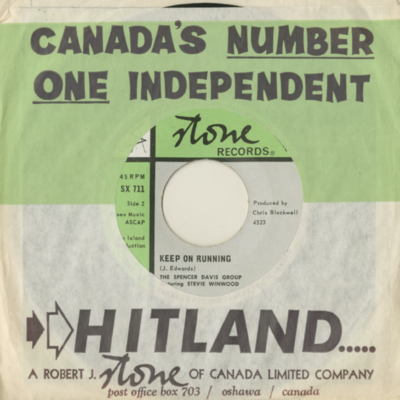 CANADA'S NUMBER
ONE INDEPENDENT
stone
RECORDS®
45 RPM
SX 711
Side 2
Music
ASCAP
Island
Produced by
Chris Blackwell
4523
KEEP ON RUNNING
(J. Edwards)
THE SPENCER DAVIS GROUP
STEVIE WINWOOD
HITLAND.....
A ROBERT J. stone OF CANADA LIMITED COMPANY
post office box 703 / oshawa / canada